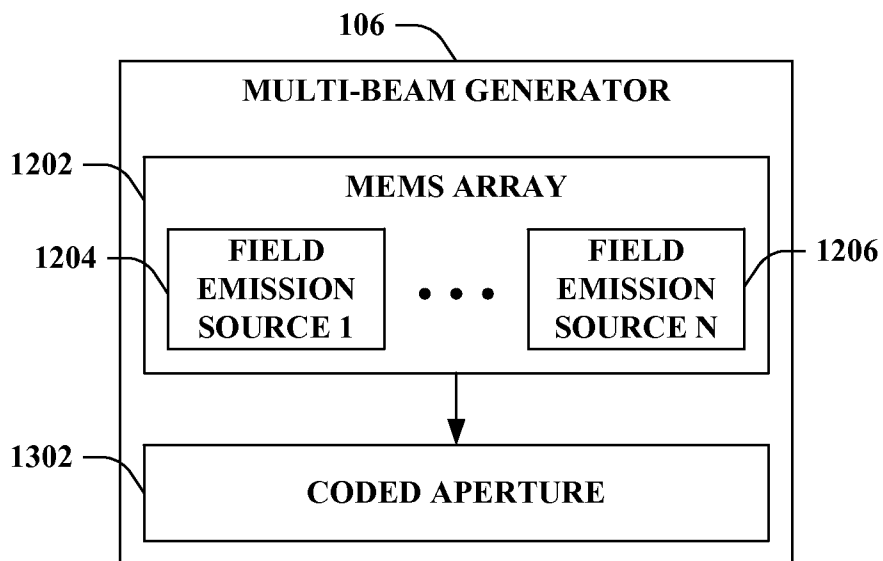 106
MULTI-BEAM GENERATOR
1202
MEMS ARRAY
1204
FIELD
EMISSION
SOURCE 1
FIELD
EMISSION
SOURCE N
1206
1302
CODED APERTURE